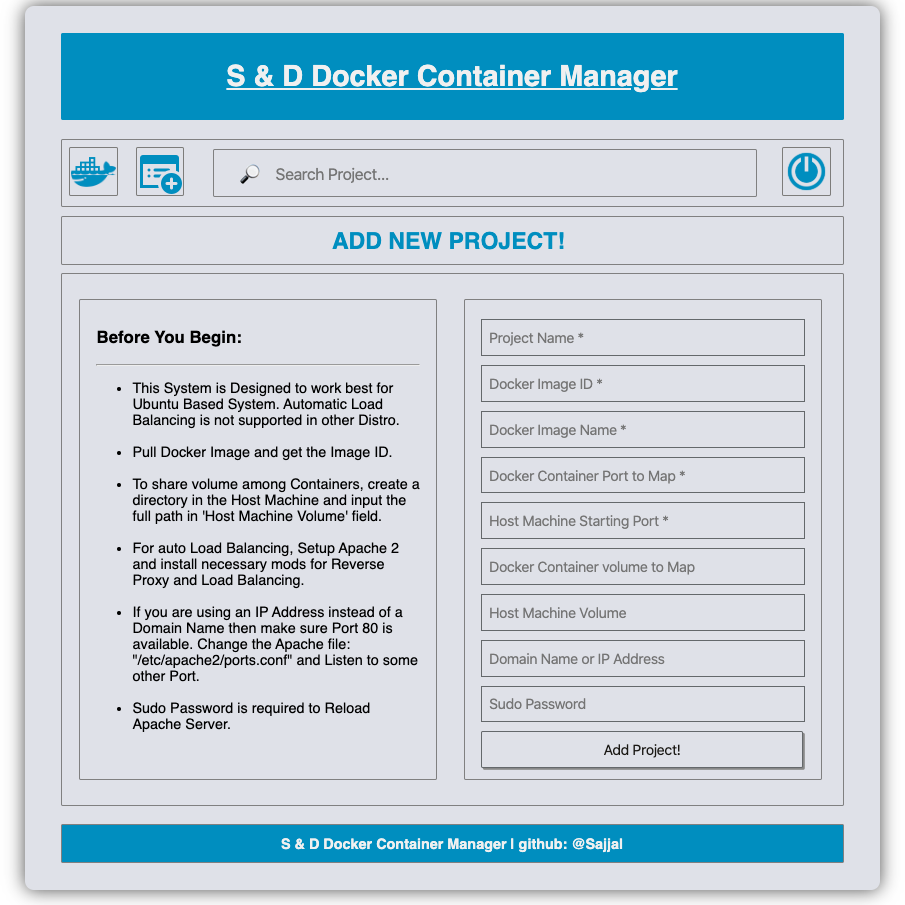 S & D Docker Container Manager
Search Project...
ADD NEW PROJECT!
Before You Begin:
• This System is Designed to work best for
Ubuntu Based System. Automatic Load
Balancing is not supported in other Distro.
• Pull Docker Image and get the Image ID.
• To share volume among Containers, create a
directory in the Host Machine and input the
full path in 'Host Machine Volume' field.
• For auto Load Balancing, Setup Apache 2
and install necessary mods for Reverse
Proxy and Load Balancing.
• If you are using an IP Address instead of a
Domain Name then make sure Port 80 is
available. Change the Apache file:
"/etc/apache2/ports.conf" and Listen to some
other Port.
• Sudo Password is required to Reload
Apache Server.
Project Name *
Docker Image ID *
Docker Image Name *
Docker Container Port to Map *
Host Machine Starting Port *
Docker Container volume to Map
Host Machine Volume
Domain Name or IP Address
Sudo Password
Add Project!
S & D Docker Container Manager | github: @Sajjal